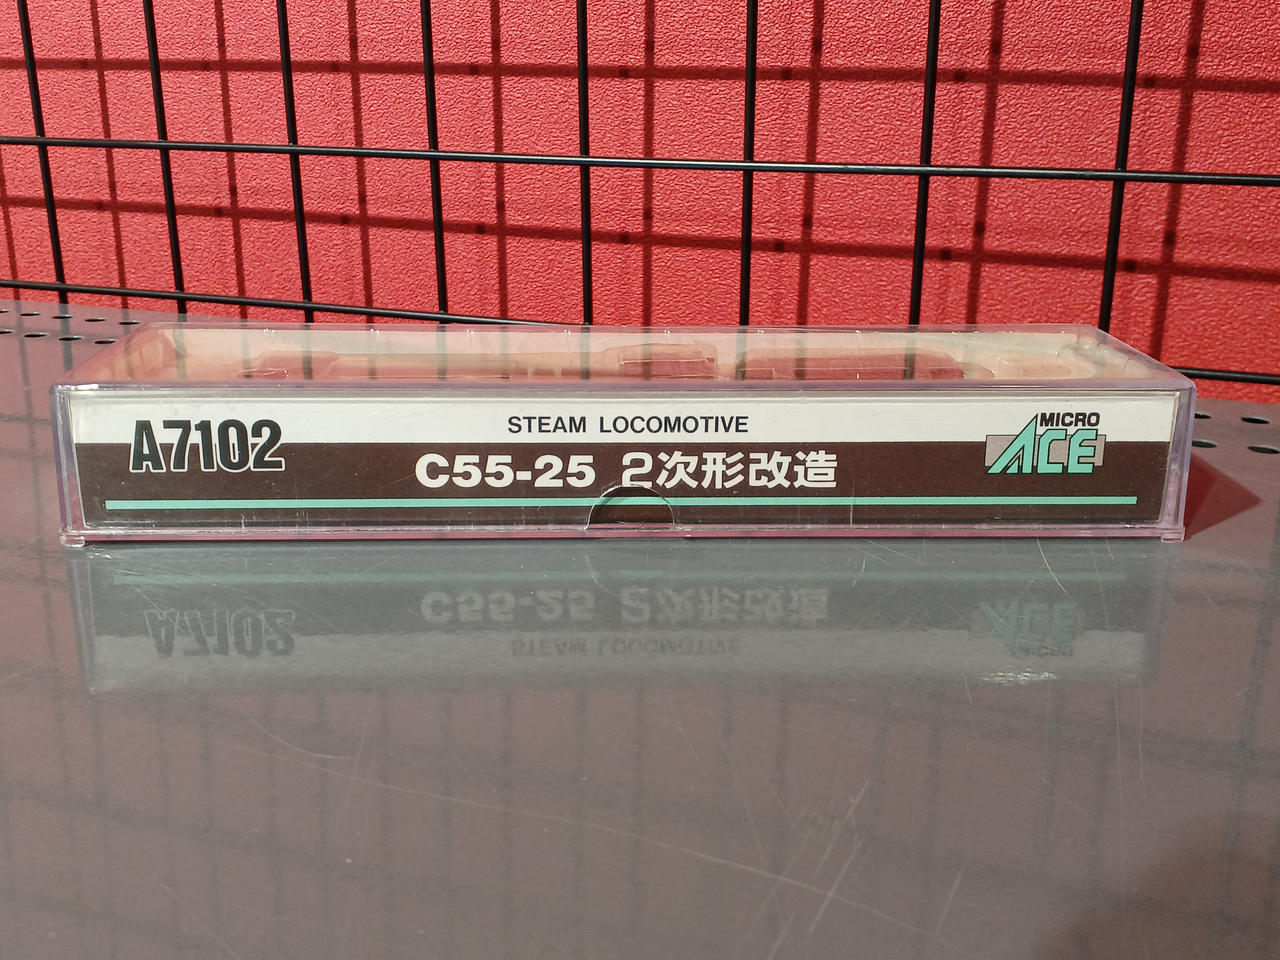 A7102
STEAM LOCOMOTIVE
C55-25 2次形改造
MICRO
ACE